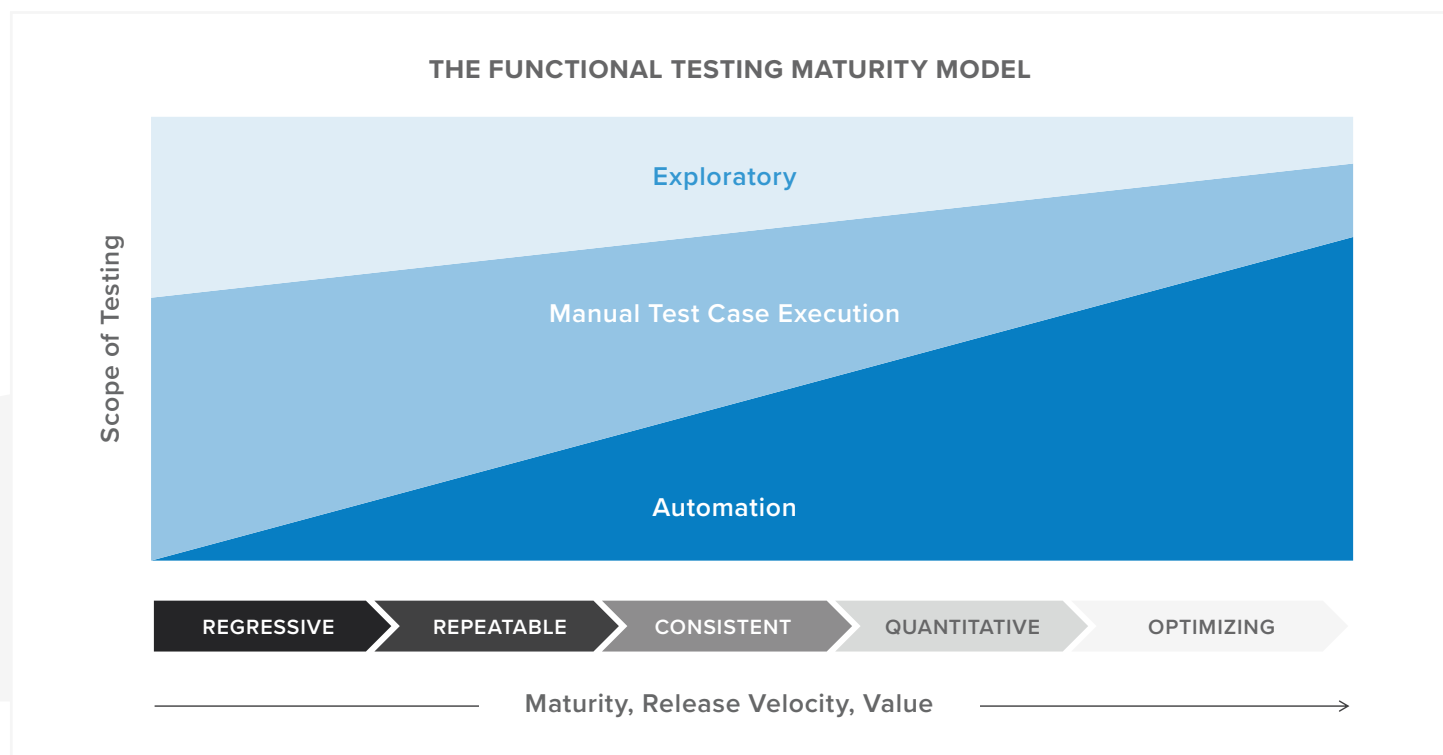 THE FUNCTIONAL TESTING MATURITY MODEL
Scope of Testing
Exploratory
Manual Test Case Execution
Automation
REGRESSIVE
REPEATABLE
CONSISTENT
QUANTITATIVE
OPTIMIZING
Maturity, Release Velocity, Value